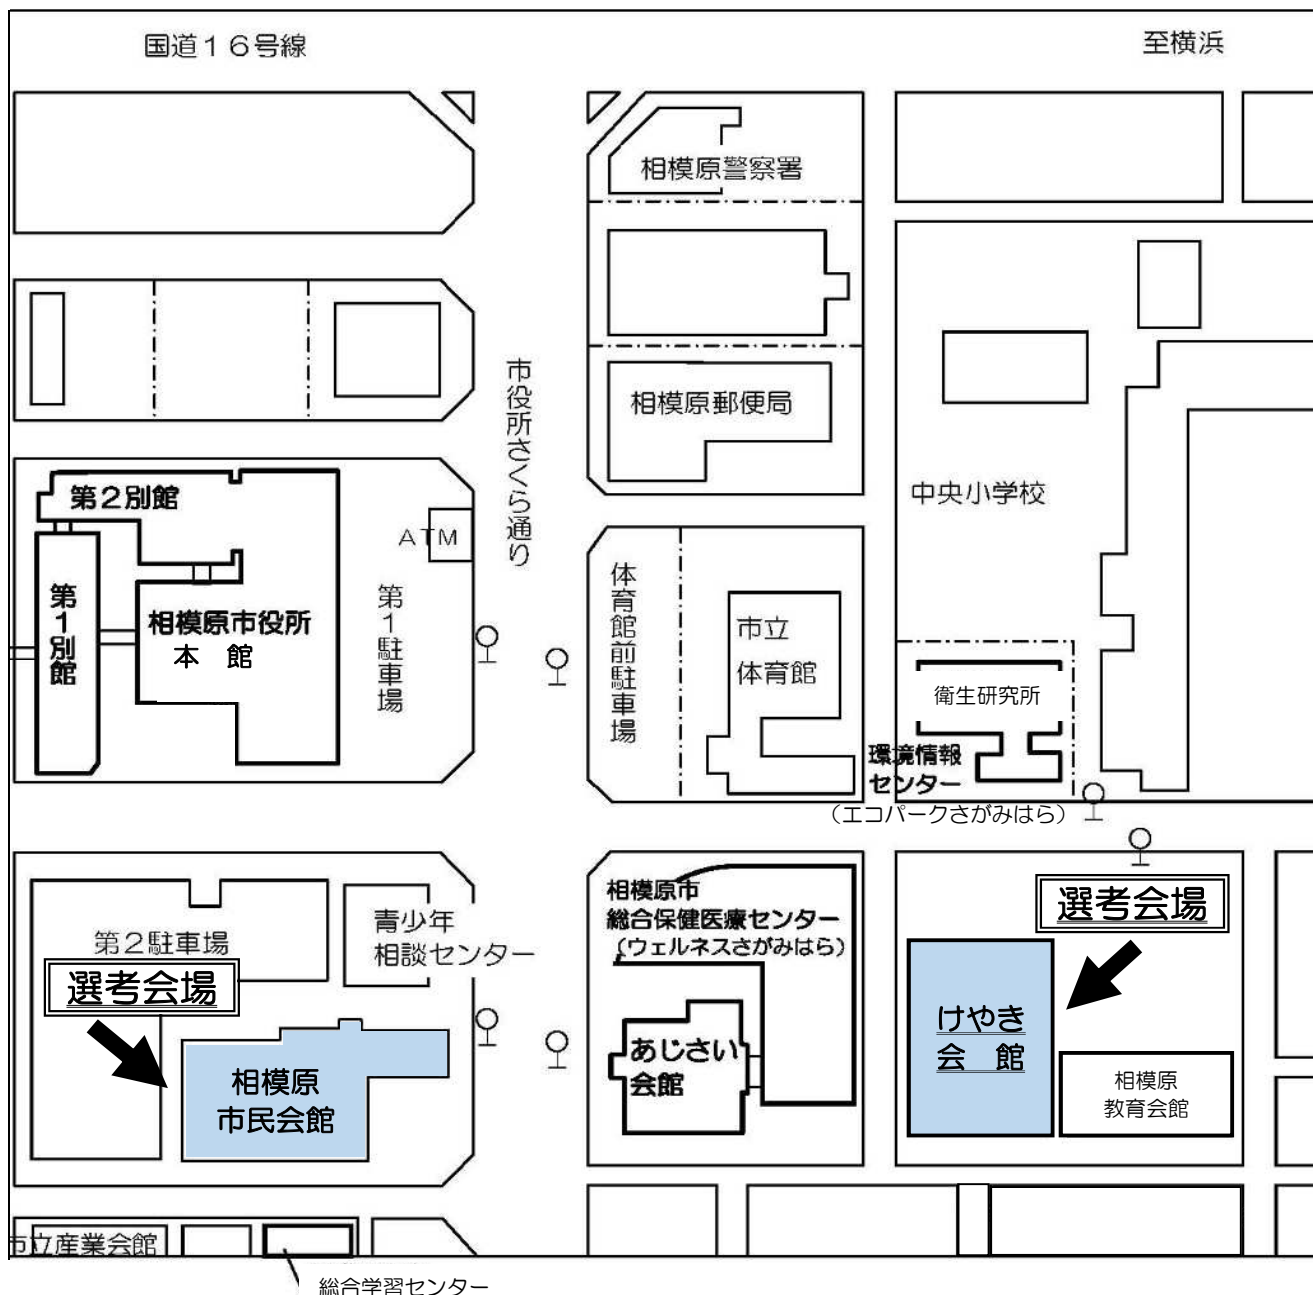 国道１６号線
至横浜
相模原警察署
市役所さくら通り
相模原郵便局
中央小学校
第２別館
ＡＴＭ
第１別館
相模原市役所
本　館
第１駐車場
体育館前駐車場
市立
体育館
衛生研究所
環境情報
センター
（エコパークさがみはら）
第２駐車場
青少年
相談センター
選考会場
相模原
市民会館
相模原市
総合保健医療センター
（ウェルネスさがみはら）
あじさい
会館
選考会場
けやき
会　館
相模原
教育会館
市立産業会館
総合学習センター